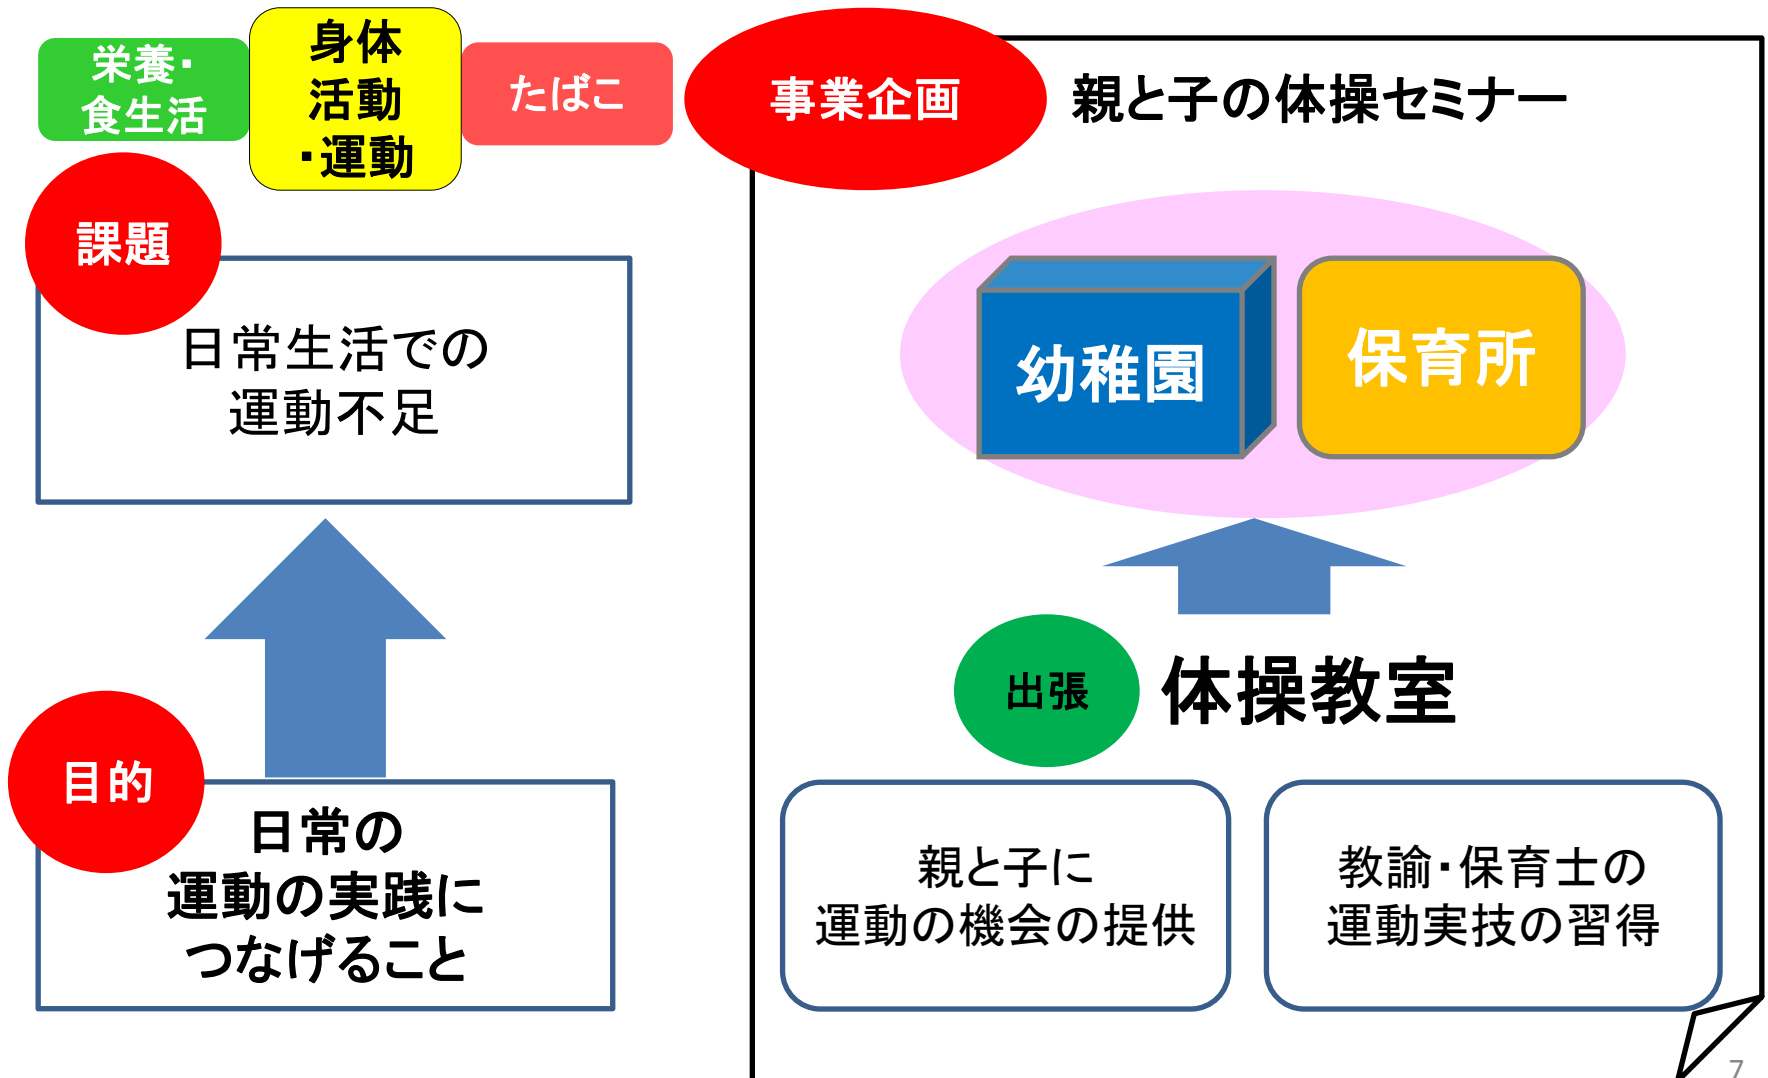 栄養・
食生活
身体
活動
・運動
たばこ
課題
日常生活での
運動不足
目的
日常の
運動の実践に
つなげること
事業企画
親と子の体操セミナー
幼稚園
保育所
出張
体操教室
親と子に
運動の機会の提供
教諭・保育士の
運動実技の習得
7